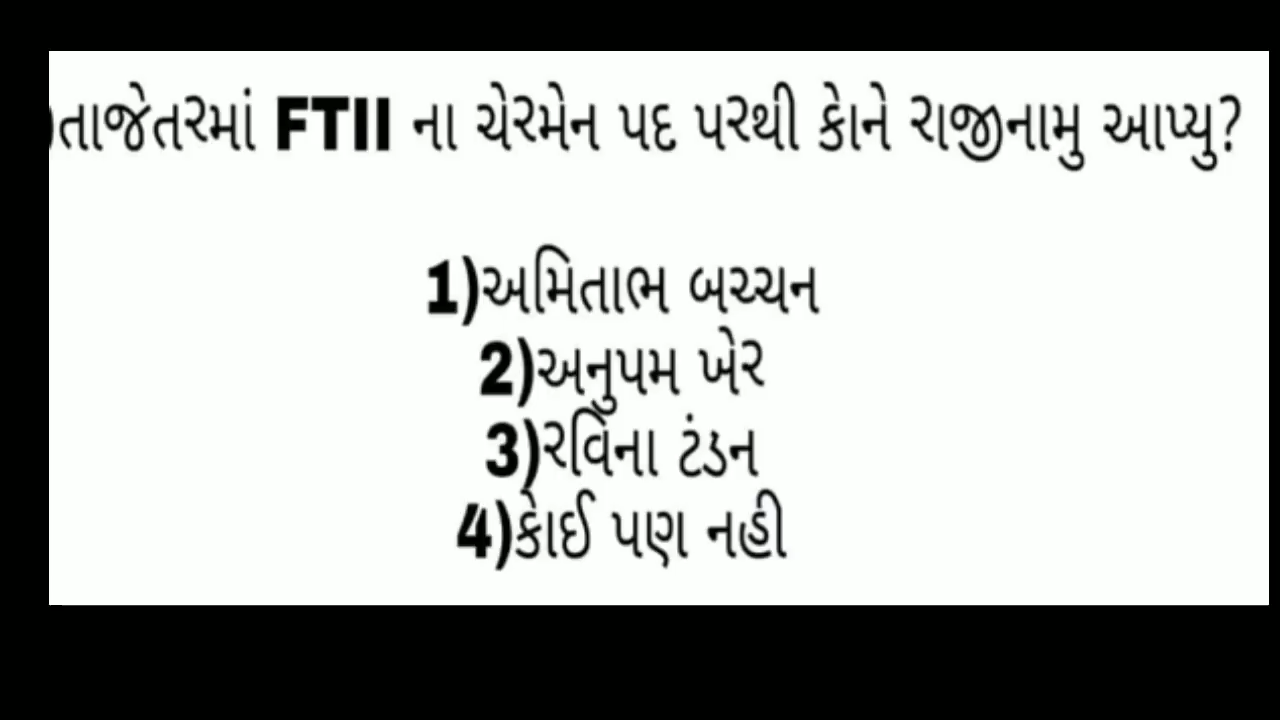 )તાજેતરમાં FTII ના ચેરમેન પદ પરથી કોને રાજીનામુ આપ્યુ?
1)અમિતાભ બચ્ચન
2)અનુપમ ખેર
3)રવિના ટંડન
4)કોઈ પણ નહી